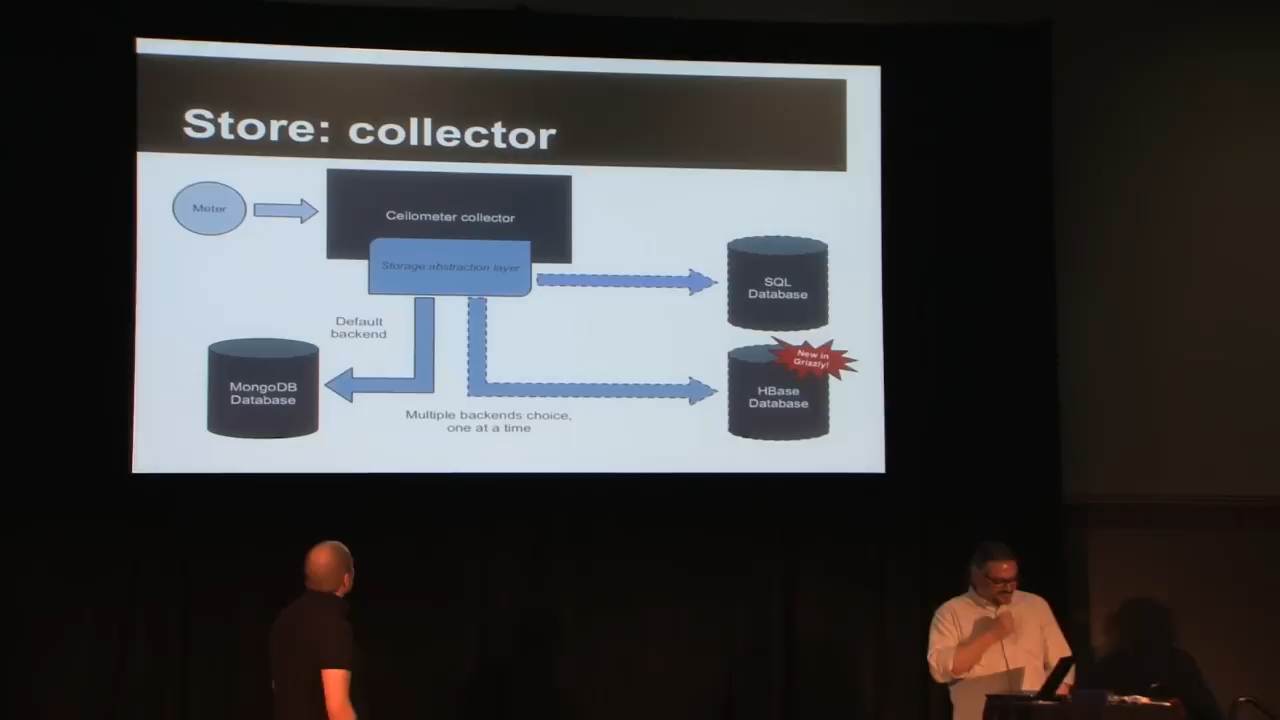 Store: collector
Meter
Ceilometer collector
Storage abstraction layer
SQL
Database
Default
backend
New in
Grizzly!
MongoDB
Database
HBase
Database
Multiple backends choice,
one at a time